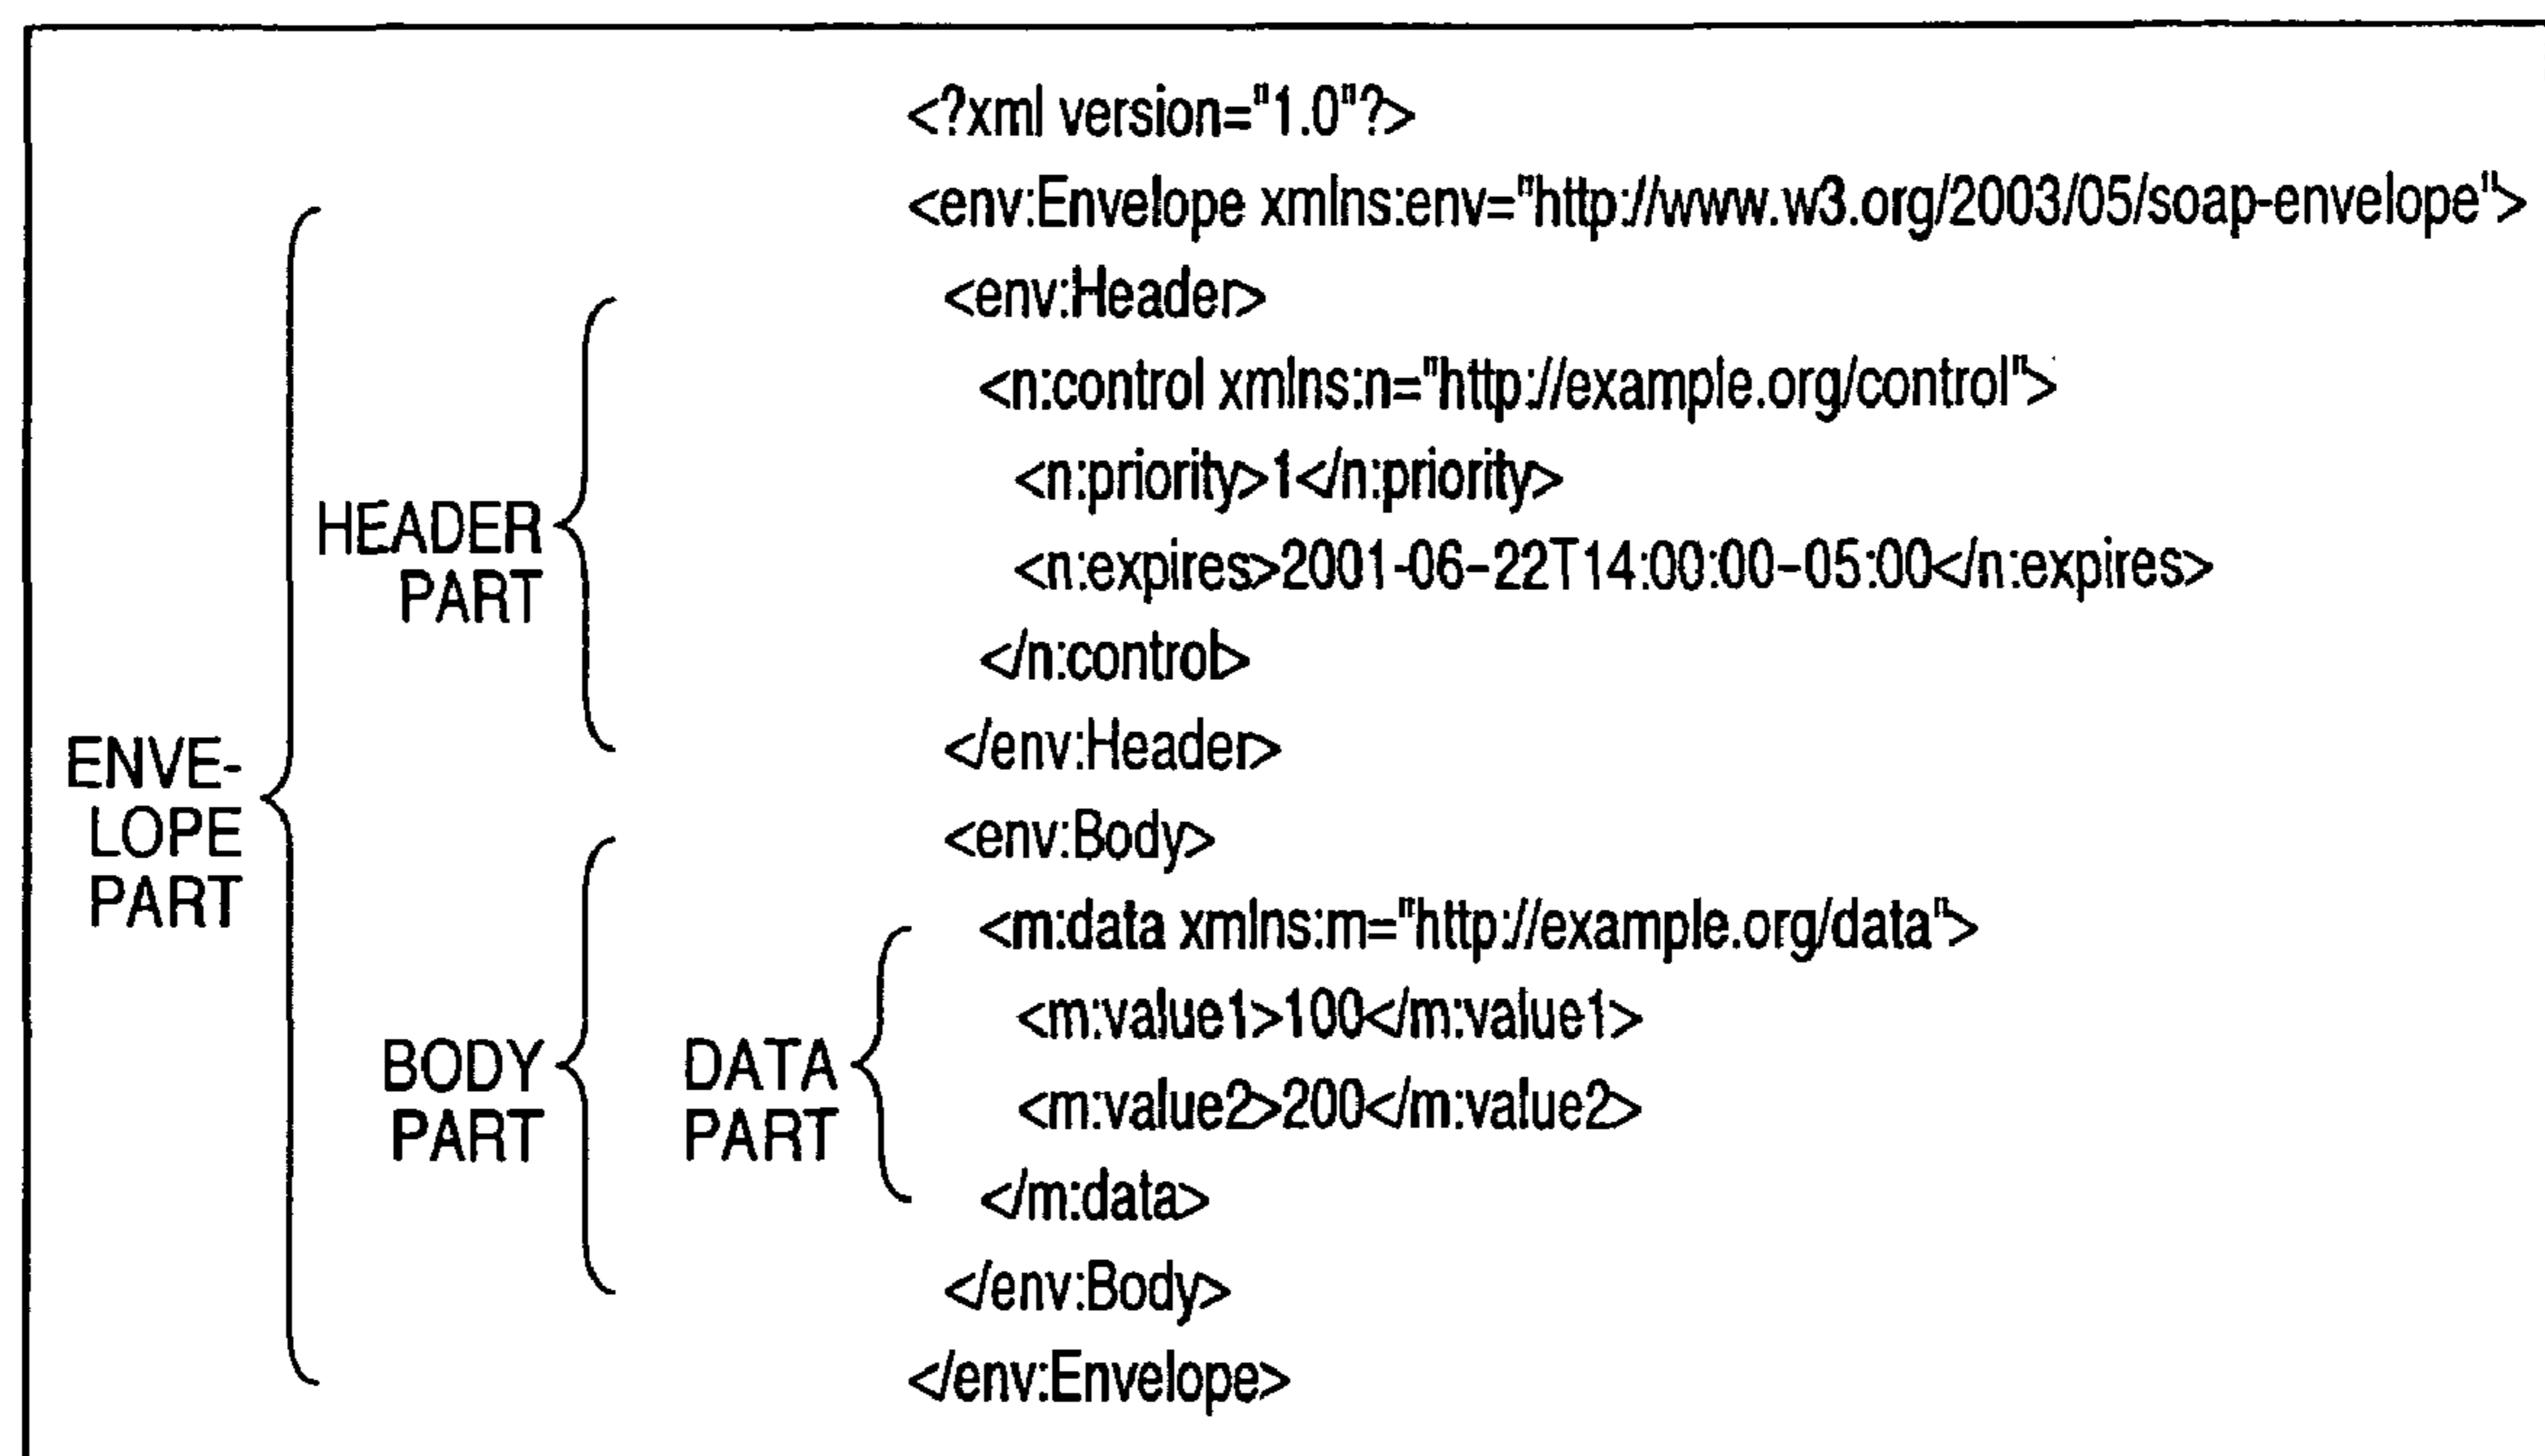 <?xml version="1.0"?>
<env:Envelope xmlns:env="http://www.w3.org/2003/05/soap-envelope">
<env:Header>
<n:control xmlns:n="http://example.org/control">
<n:priority>1</n:priority>
<n:expires>2001-06-22T14:00:00-05:00</n:expires>
</n:control>
</env:Header>
<env:Body>
<m:data xmlns:m="http://example.org/data">
<m:value1>100</m:value1>
<m:value2>200</m:value2>
</m:data>
</env:Body>
</env:Envelope>
ENVE-
LOPE
PART
HEADER
PART
BODY
PART
DATA
PART